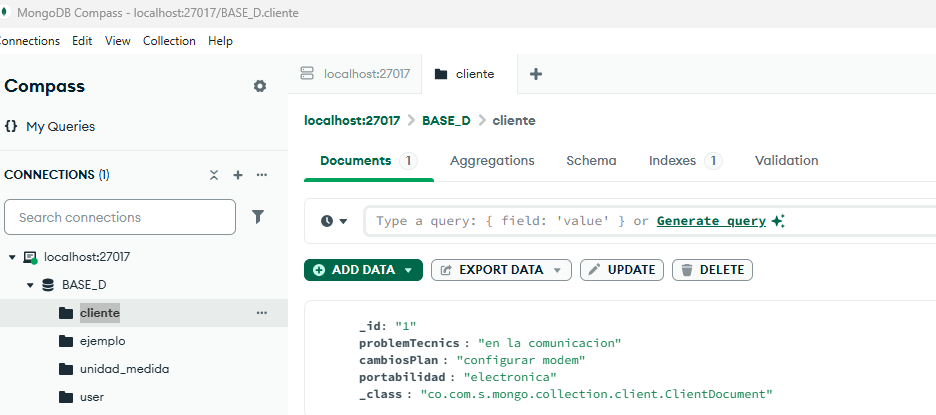 MongoDB Compass - localhost:27017/BASE_D.cliente
Connections Edit View Collection Help
Compass
localhost:27017
cliente
{} My Queries
localhost:27017 > BASE_D > cliente
Documents 1 Aggregations Schema Indexes 1 Validation
CONNECTIONS (1)
Search connections
Type a query: { field: 'value' } or Generate query
ADD DATA EXPORT DATA UPDATE DELETE
localhost:27017
BASE_D
cliente
ejemplo
unidad_medida
user
_id: "1"
problemTecnics : "en la comunicacion"
cambiosPlan : "configurar modem"
portabilidad : "electronica"
_class : "co.com.s.mongo.collection.client.ClientDocument"